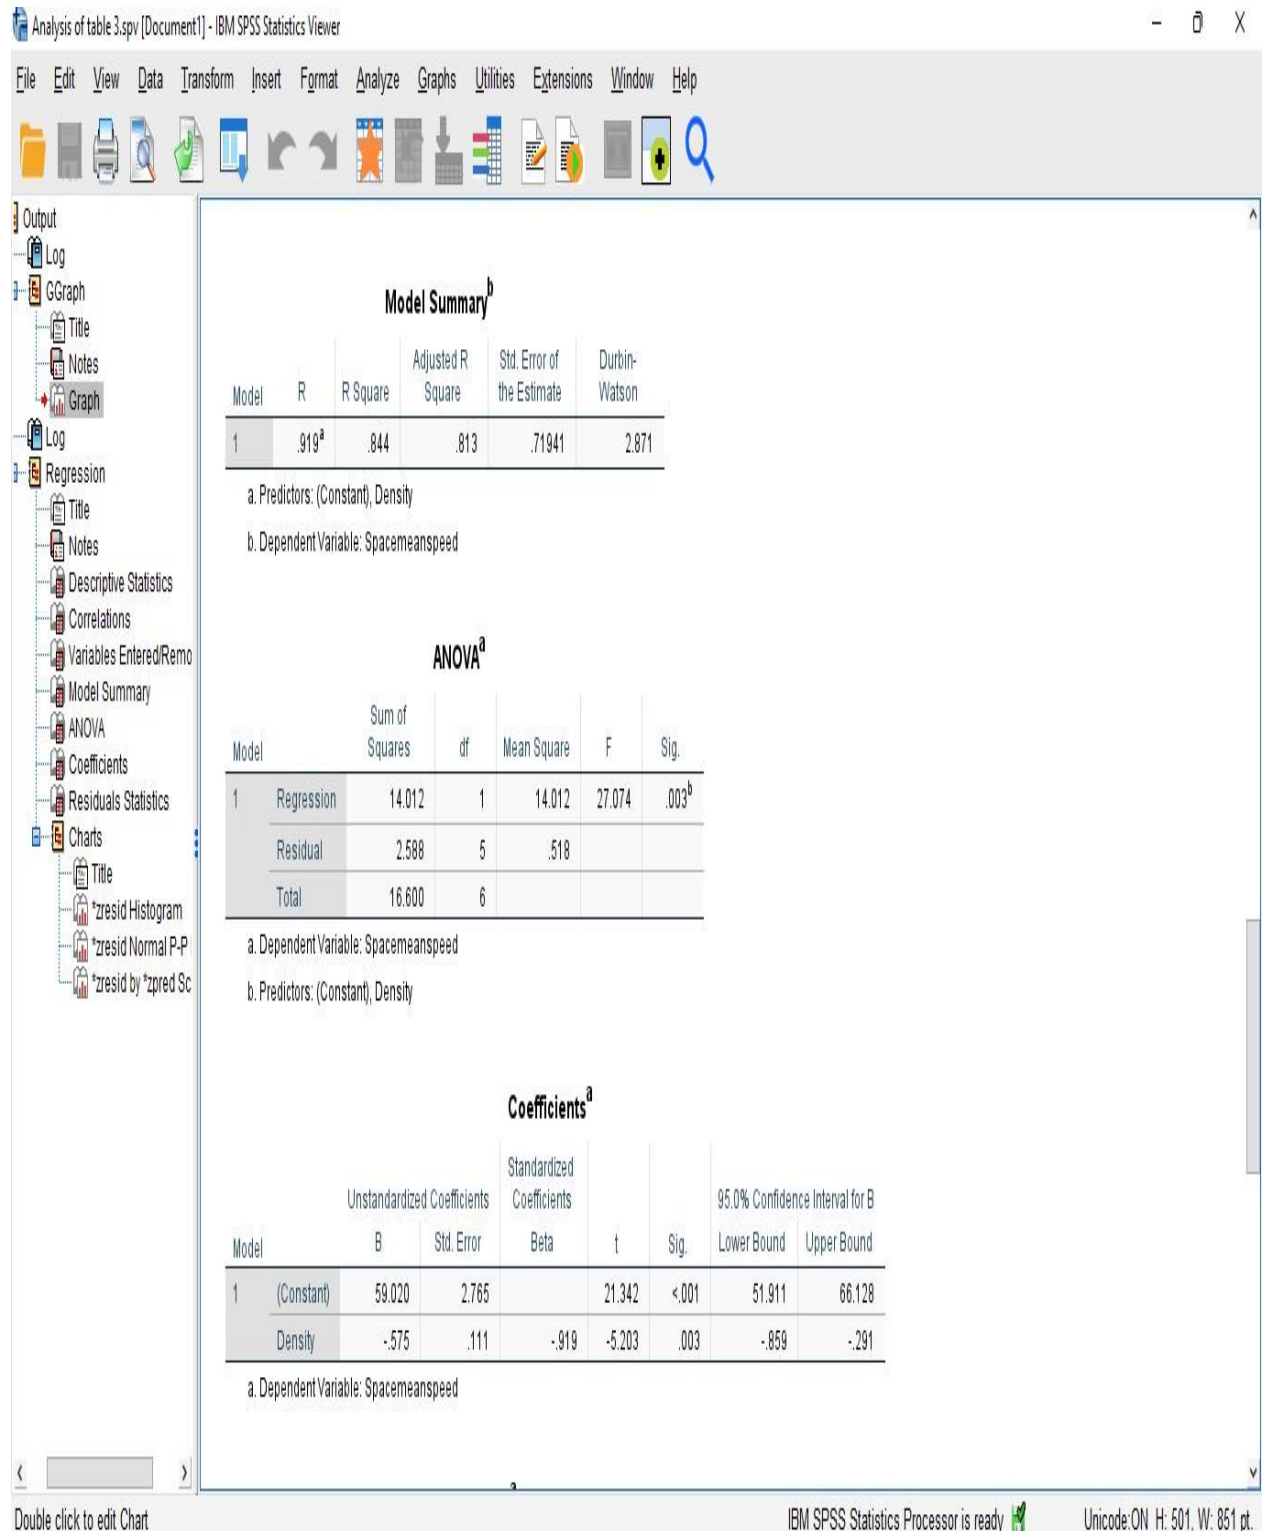 Analysis of table 3.spv [Document1] - IBM SPSS Statistics Viewer
File Edit View Data Transform Insert Format Analyze Graphs Utilities Extensions Window Help
Output
Log
GGraph
Title
Notes
Graph
Log
Regression
Title
Notes
Descriptive Statistics
Correlations
Variables Entered/Remo
Model Summary
ANOVA
Coefficients
Residuals Statistics
Charts
Title
*zresid Histogram
*zresid Normal P-P
*zresid by *zpred Sc
Model Summaryb
Model R R Square Adjusted R Square Std. Error of the Estimate Durbin-Watson
1 .919a .844 .813 .71941 2.871
a. Predictors: (Constant), Density
b. Dependent Variable: Spacemeanspeed
ANOVAa
Model Sum of Squares df Mean Square F Sig.
1 Regression 14.012 1 14.012 27.074 .003b
Residual 2.588 5 .518
Total 16.600 6
a. Dependent Variable: Spacemeanspeed
b. Predictors: (Constant), Density
Coefficientsa
Unstandardized Coefficients Standardized Coefficients 95.0% Confidence Interval for B
Model B Std. Error Beta t Sig. Lower Bound Upper Bound
1 (Constant) 59.020 2.765 21.342 <.001 51.911 66.128
Density -.575 .111 -.919 -5.203 .003 -.859 -.291
a. Dependent Variable: Spacemeanspeed
Double click to edit Chart
IBM SPSS Statistics Processor is ready
Unicode:ON H: 501, W: 851 pt.